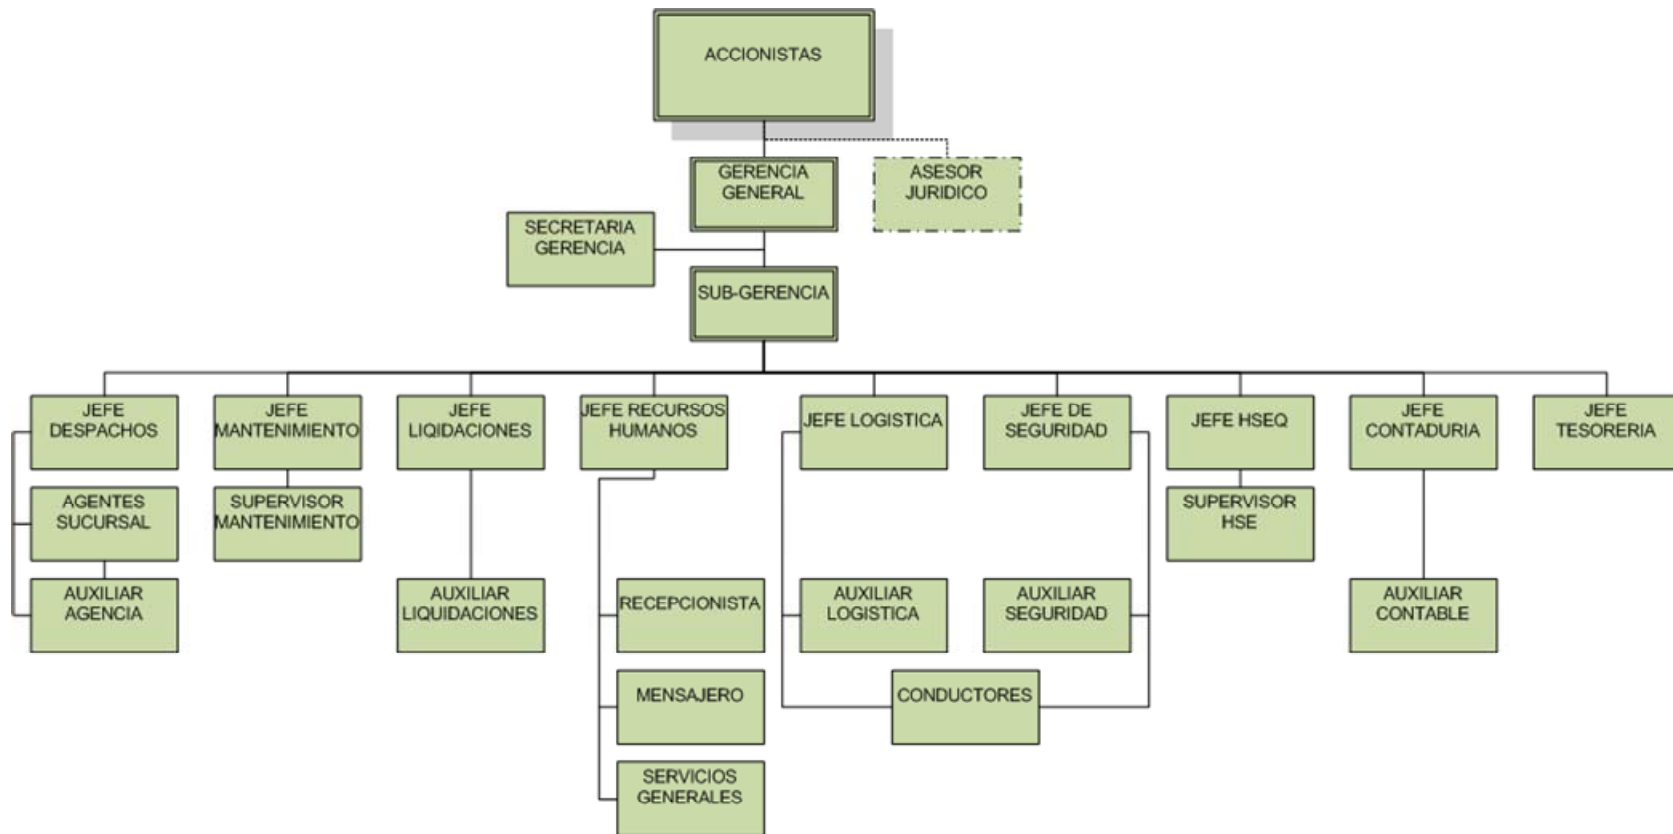 ACCIONISTAS
GERENCIA
GENERAL
ASESOR
JURIDICO
SECRETARIA
GERENCIA
SUB-GERENCIA
JEFE
DESPACHOS
JEFE
MANTENIMIENTO
JEFE
LIQIDACIONES
JEFE RECURSOS
HUMANOS
JEFE LOGISTICA
JEFE DE
SEGURIDAD
JEFE HSEQ
JEFE
CONTADURIA
JEFE
TESORERIA
AGENTES
SUCURSAL
SUPERVISOR
MANTENIMIENTO
SUPERVISOR
HSE
AUXILIAR
AGENCIA
AUXILIAR
LIQUIDACIONES
RECEPCIONISTA
AUXILIAR
LOGISTICA
AUXILIAR
SEGURIDAD
AUXILIAR
CONTABLE
MENSAJERO
CONDUCTORES
SERVICIOS
GENERALES